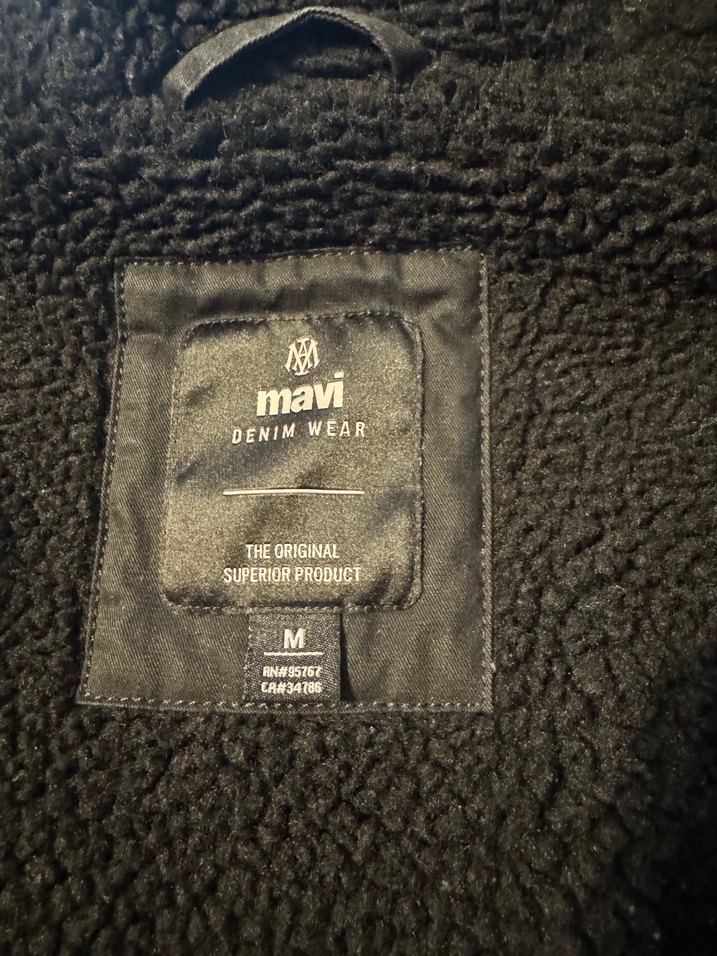 mavi
DENIM WEAR
THE ORIGINAL
SUPERIOR PRODUCT
M
RN#95767
CA#34786